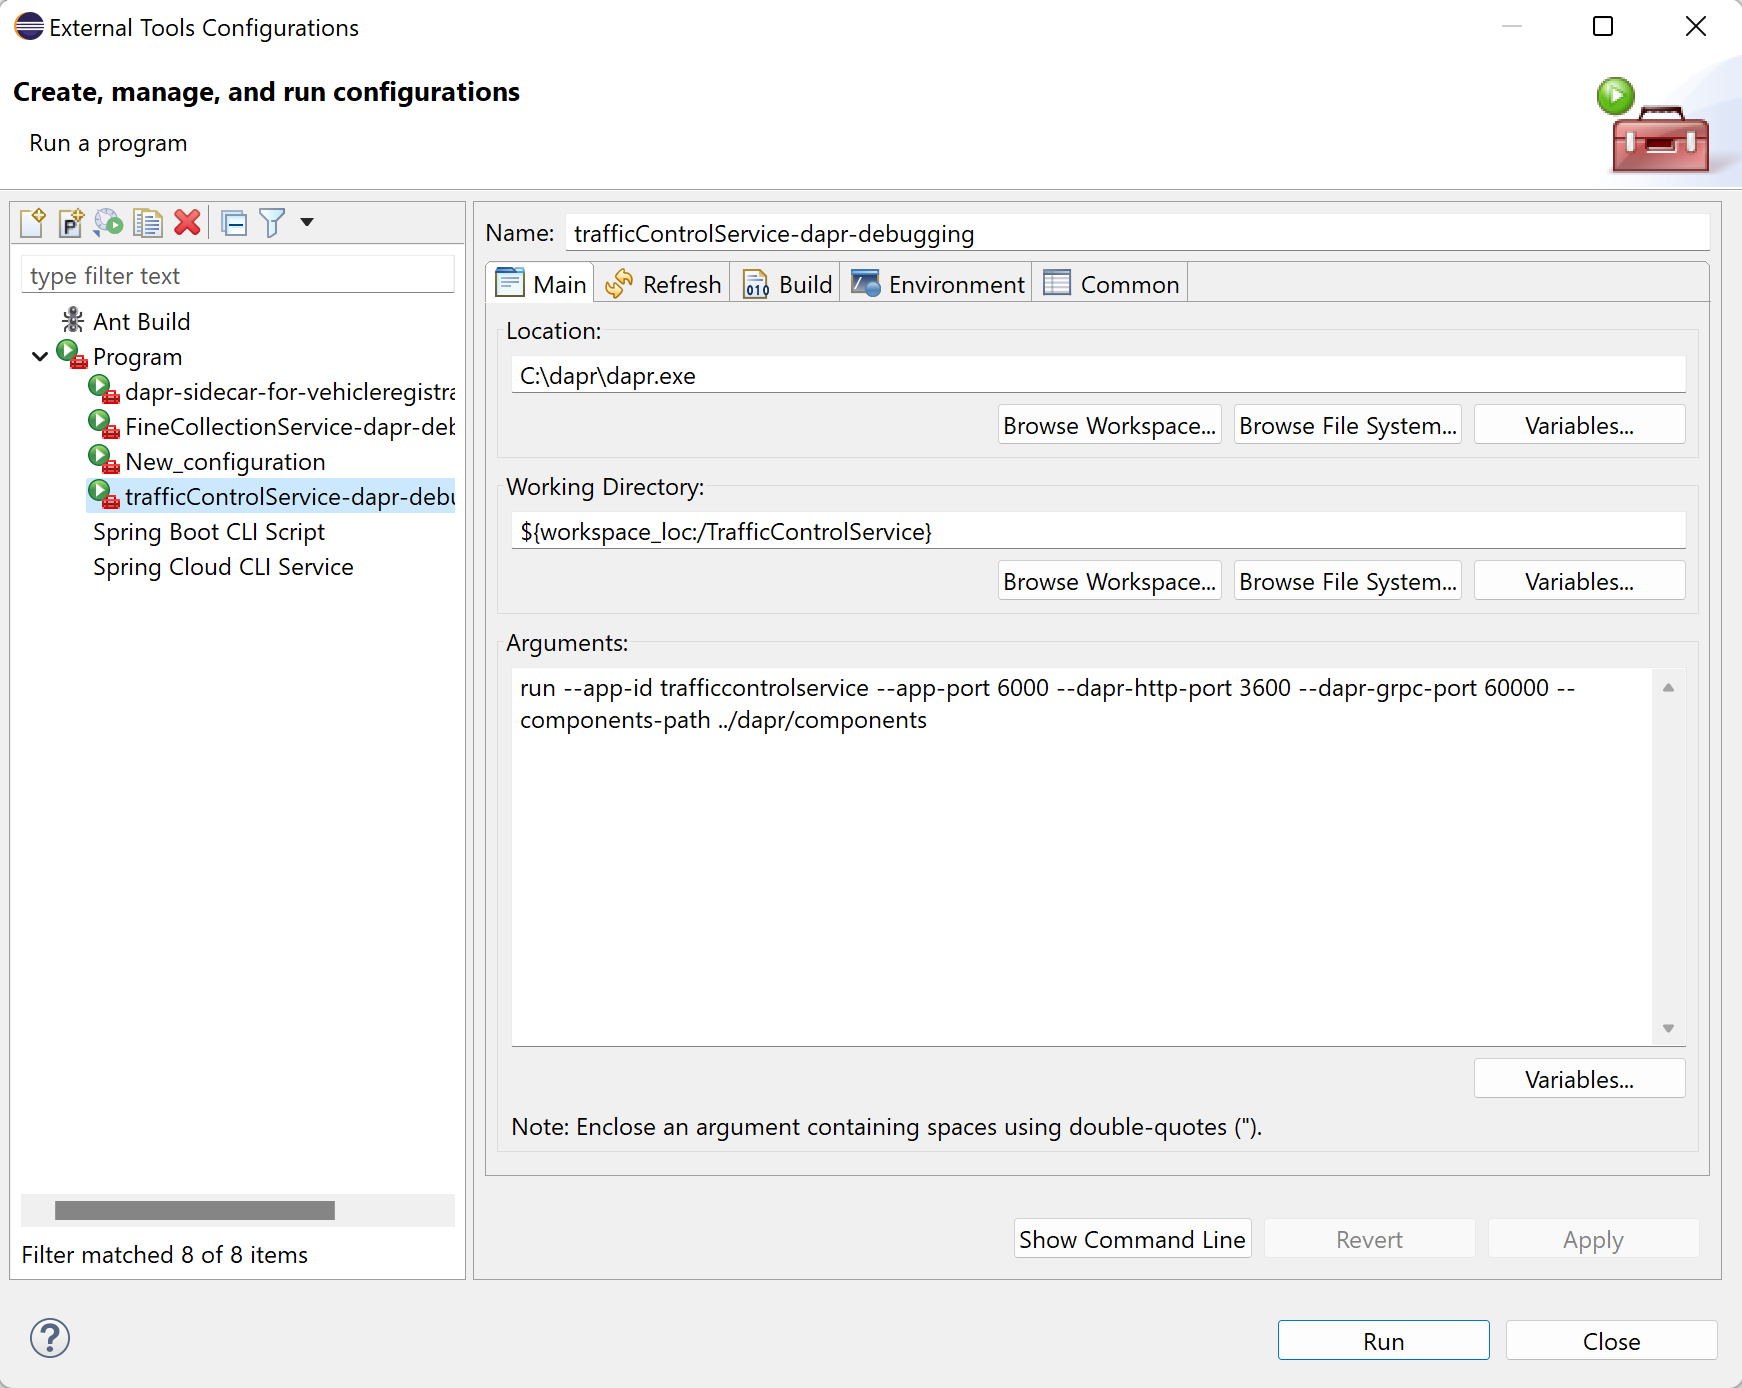 External Tools Configurations
Create, manage, and run configurations
Run a program
type filter text
Ant Build
Program
dapr-sidecar-for-vehicleregistra
FineCollectionService-dapr-deb
New_configuration
trafficControlService-dapr-debu
Spring Boot CLI Script
Spring Cloud CLI Service
Filter matched 8 of 8 items
Name: trafficControlService-dapr-debugging
Main Refresh Build Environment Common
Location:
C:\dapr\dapr.exe
Browse Workspace... Browse File System... Variables...
Working Directory:
${workspace_loc:/TrafficControlService}
Browse Workspace... Browse File System... Variables...
Arguments:
run --app-id trafficcontrolservice --app-port 6000 --dapr-http-port 3600 --dapr-grpc-port 60000 --
components-path ../dapr/components
Variables...
Note: Enclose an argument containing spaces using double-quotes (").
Show Command Line Revert Apply
Run Close